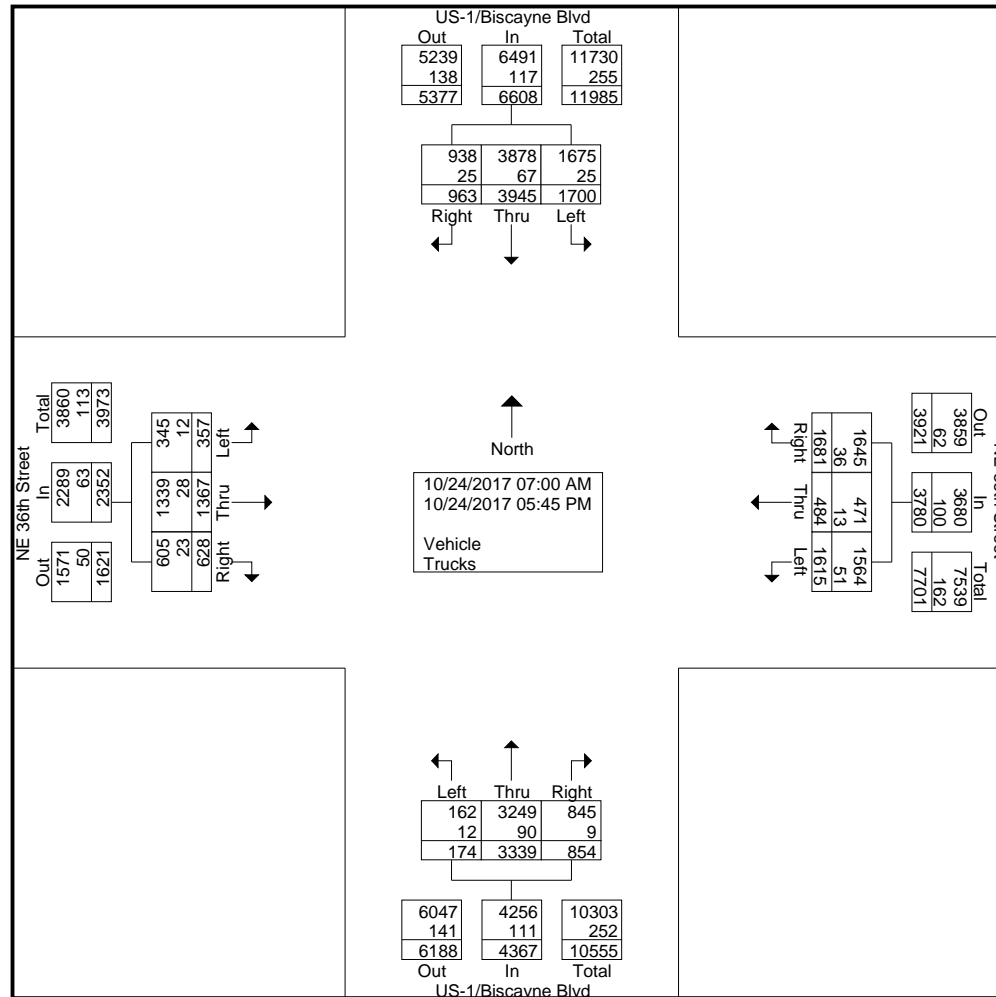 US-1/Biscayne Blvd
Out In Total
5239 6491 11730
138 117 255
5377 6608 11985
938 3878 1675
25 67 25
963 3945 1700
Right Thru Left
NE 36th Street
Total In Out
3860 2289 1571
113 63 50
3973 2352 1621
345 1339 605
12 28 23
357 1367 628
Left Thru Right
North
10/24/2017 07:00 AM
10/24/2017 05:45 PM
Vehicle
Trucks
Right Thru Left
1681 484 1615
36 13 51
1645 471 1564
Out In Total
3859 3680 7539
62 100 162
3921 3780 7701
Left Thru Right
162 3249 845
12 90 9
174 3339 854
6047 4256 10303
141 111 252
6188 4367 10555
Out In Total
US-1/Biscayne Blvd